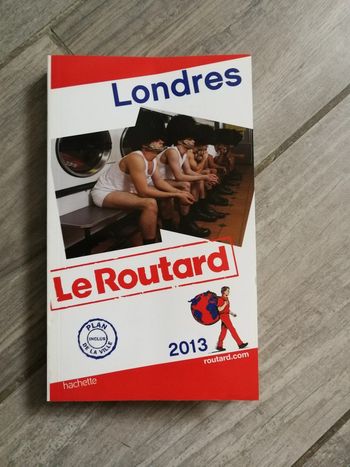 Londres
Le Routard
PLAN
INCLUS
DE LA VILLE
2013
routard.com
hachette